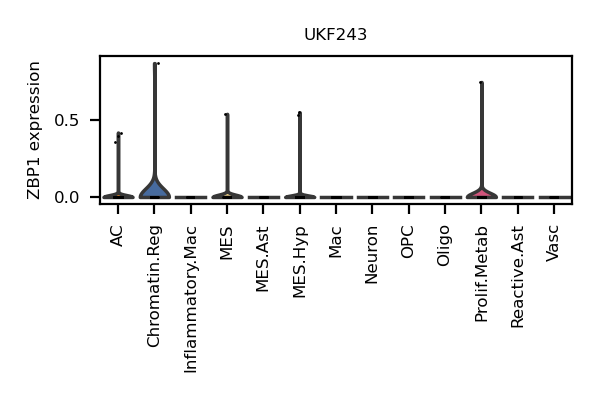 UKF243
ZBP1 expression
0.5
0.0
AC
Chromatin.Reg
Inflammatory.Mac
MES
MES.Ast
MES.Hyp
Mac
Neuron
OPC
Oligo
Prolif.Metab
Reactive.Ast
Vasc